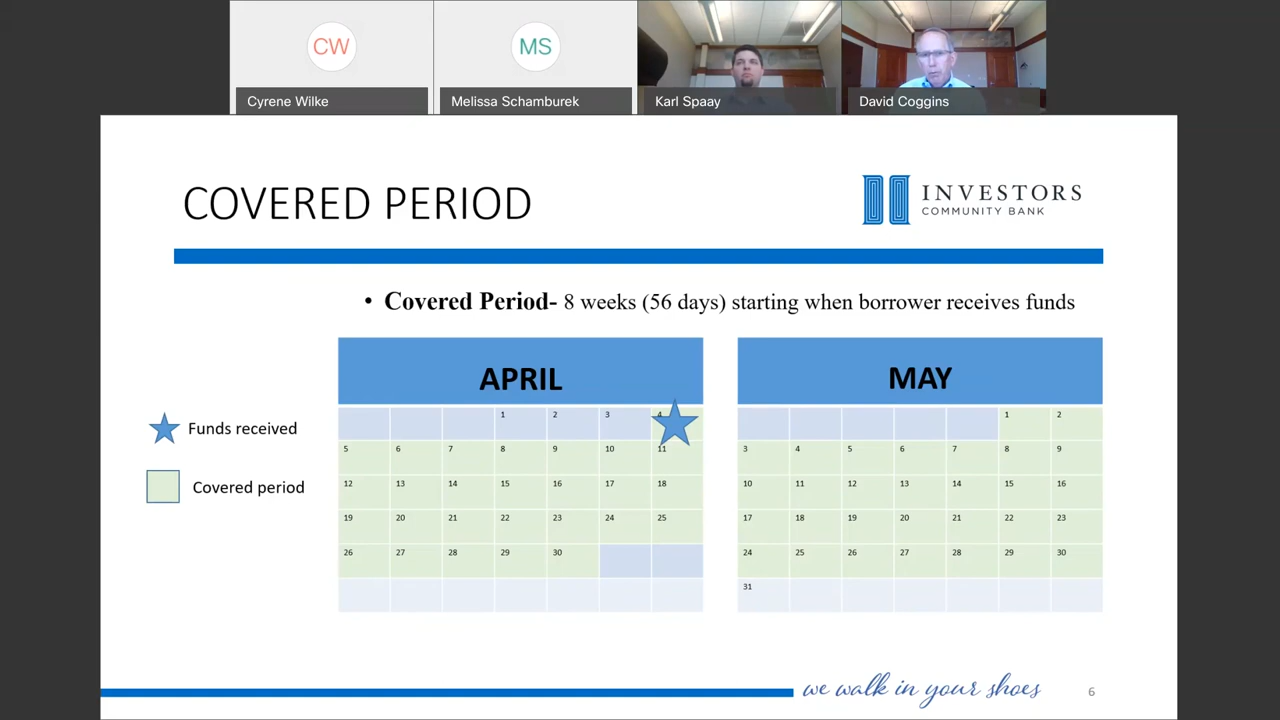 CW
MS
Cyrene Wilke
Melissa Schamburek
Karl Spaay
David Coggins
COVERED PERIOD
INVESTORS
COMMUNITY BANK
• Covered Period- 8 weeks (56 days) starting when borrower receives funds
APRIL
MAY
Funds received
Covered period
1 2 3 4
5 6 7 8 9 10 11
12 13 14 15 16 17 18
19 20 21 22 23 24 25
26 27 28 29 30
1 2
3 4 5 6 7 8 9
10 11 12 13 14 15 16
17 18 19 20 21 22 23
24 25 26 27 28 29 30
31
we walk in your shoes
6